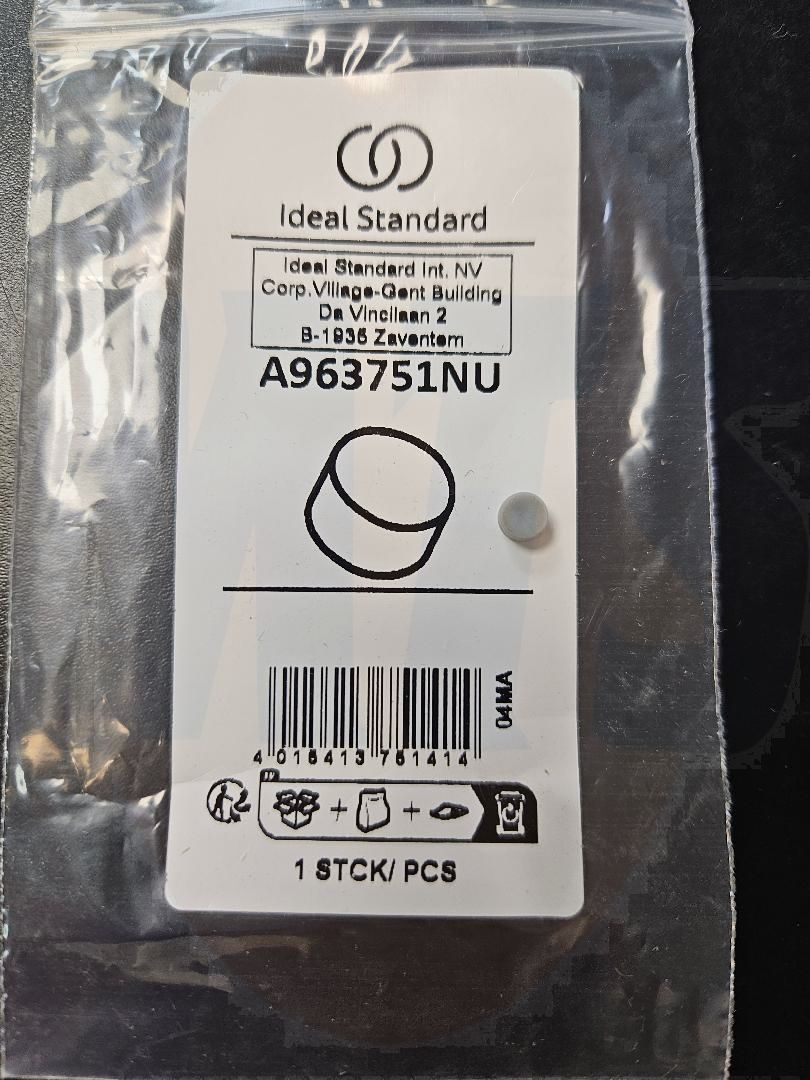 Ideal Standard
Ideal Standard Int. NV
Corp.Village-Gent Building
Da Vincilaan 2
B-1935 Zaventem
A963751NU
04MA
4 015413 751414
+ +
1 STCK/ PCS